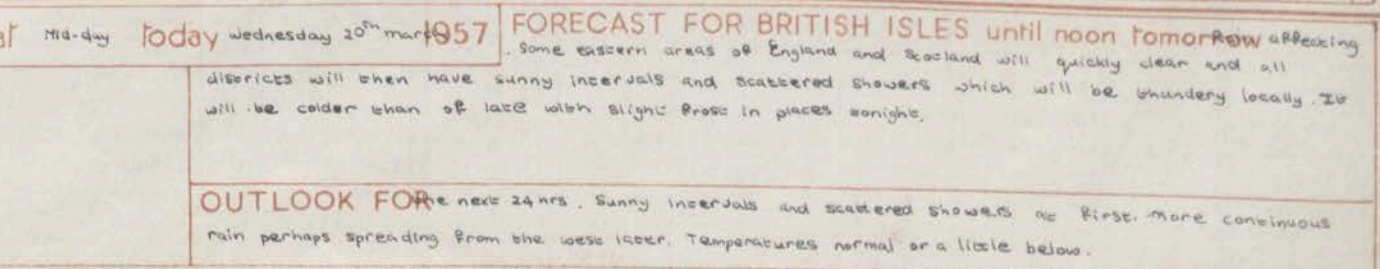 at Mid-day today wednesday 20th march 1957
FORECAST FOR BRITISH ISLES until noon tomorrow affecting
. Some eastern areas of England and Scotland will quickly clear and all
districts will then have sunny intervals and scattered showers which will be thundery locally. It
will be colder than of late with slight frost in places tonight.
OUTLOOK FOR the next 24 hrs. Sunny intervals and scattered showers at first. More continuous
rain perhaps spreading from the west later. Temperatures normal or a little below.